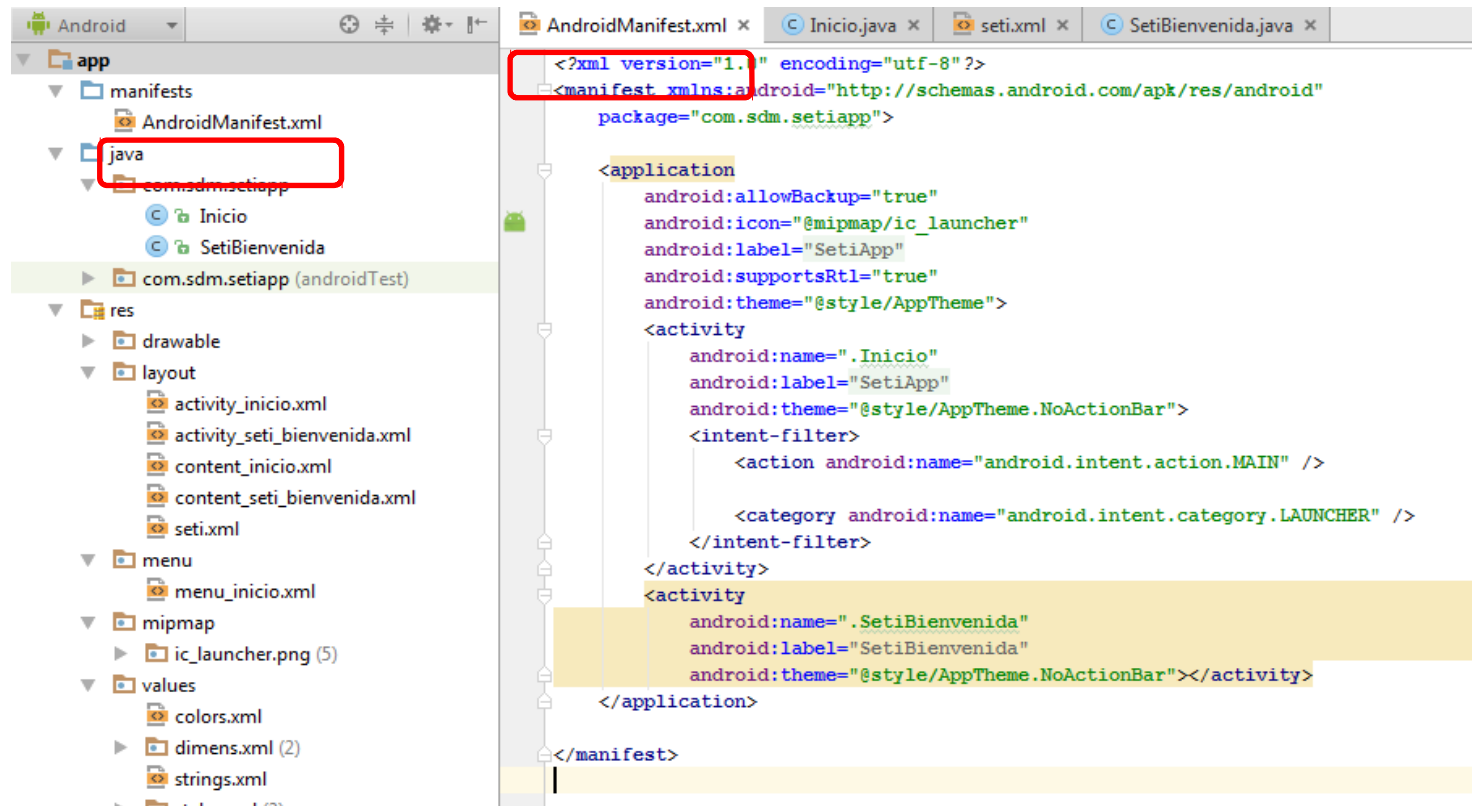 Android
app
manifests
AndroidManifest.xml
java
com.sdm.setiapp
Inicio
SetiBienvenida
com.sdm.setiapp (androidTest)
res
drawable
layout
activity_inicio.xml
activity_seti_bienvenida.xml
content_inicio.xml
content_seti_bienvenida.xml
seti.xml
menu
menu_inicio.xml
mipmap
ic_launcher.png (5)
values
colors.xml
dimens.xml (2)
strings.xml
AndroidManifest.xml × Inicio.java × seti.xml × SetiBienvenida.java ×
<?xml version="1.0" encoding="utf-8"?>
<manifest xmlns:android="http://schemas.android.com/apk/res/android"
package="com.sdm.setiapp">
<application
android:allowBackup="true"
android:icon="@mipmap/ic_launcher"
android:label="SetiApp"
android:supportsRtl="true"
android:theme="@style/AppTheme">
<activity
android:name=".Inicio"
android:label="SetiApp"
android:theme="@style/AppTheme.NoActionBar">
<intent-filter>
<action android:name="android.intent.action.MAIN" />
<category android:name="android.intent.category.LAUNCHER" />
</intent-filter>
</activity>
<activity
android:name=".SetiBienvenida"
android:label="SetiBienvenida"
android:theme="@style/AppTheme.NoActionBar"></activity>
</application>
</manifest>